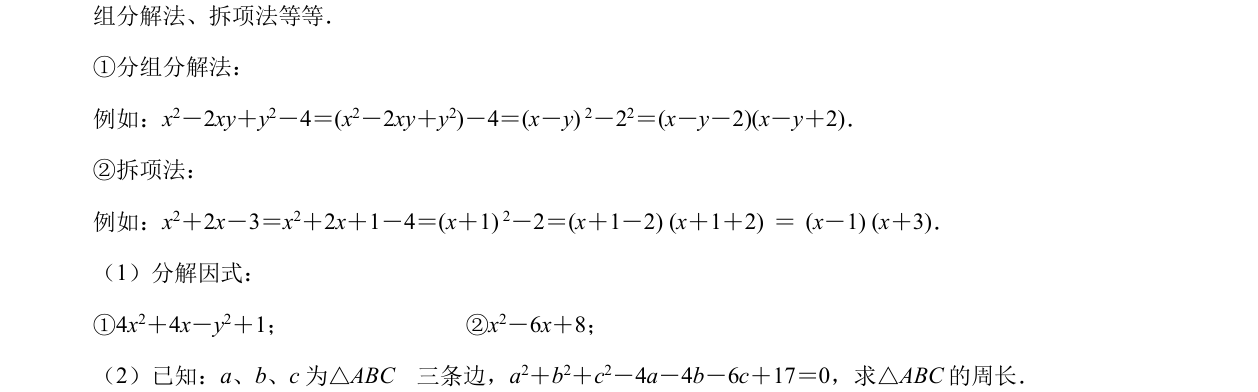 组分解法、拆项法等等．
①分组分解法：
例如：x²－2xy＋y²－4＝(x²－2xy＋y²)－4＝(x－y)²－2²＝(x－y－2)(x－y＋2)．
②拆项法：
例如：x²＋2x－3＝x²＋2x＋1－4＝(x＋1)²－2＝(x＋1－2) (x＋1＋2) ＝ (x－1) (x＋3)．
（1）分解因式：
①4x²＋4x－y²＋1； ②x²－6x＋8；
（2）已知：a、b、c 为△ABC 三条边，a²＋b²＋c²－4a－4b－6c＋17=0，求△ABC 的周长．